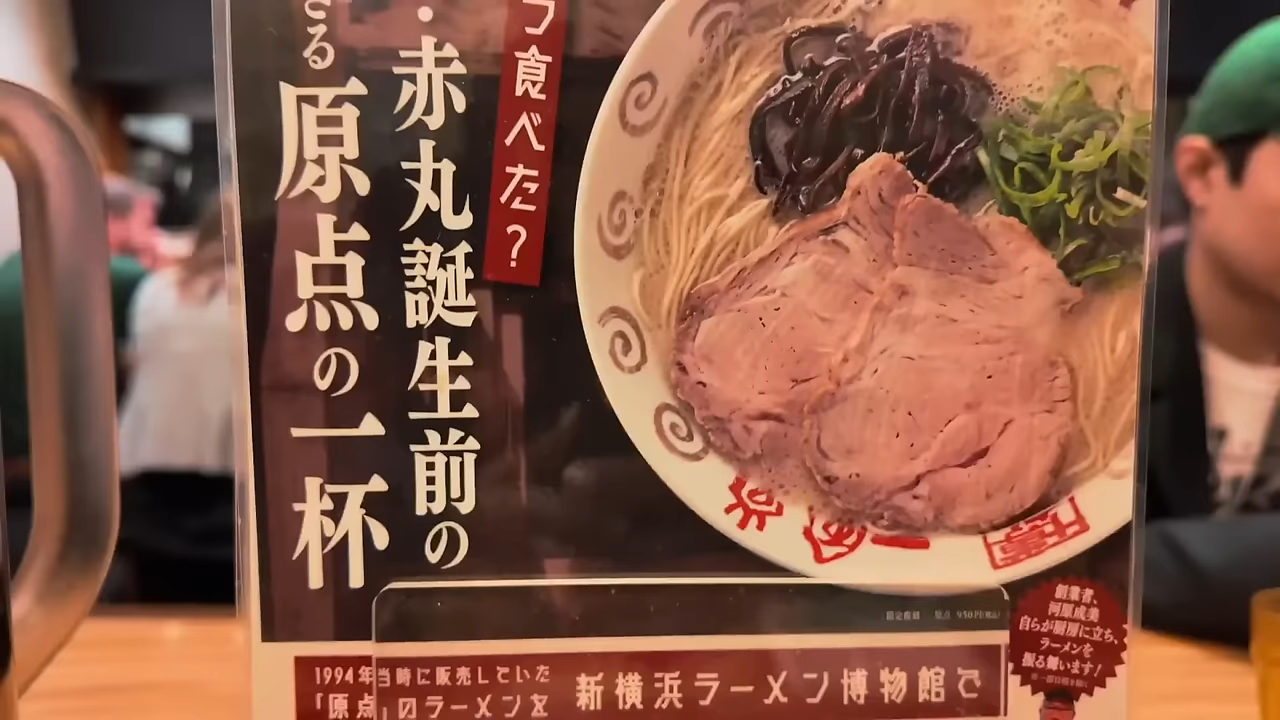 つ食べた?
・赤丸誕生前の
きる原点の一杯
創業者、
河原成美
自らが厨房に立ち、
ラーメンを
振る舞います!
1994年当時に販売していた
「原点」のラーメンを
新横浜ラーメン博物館で